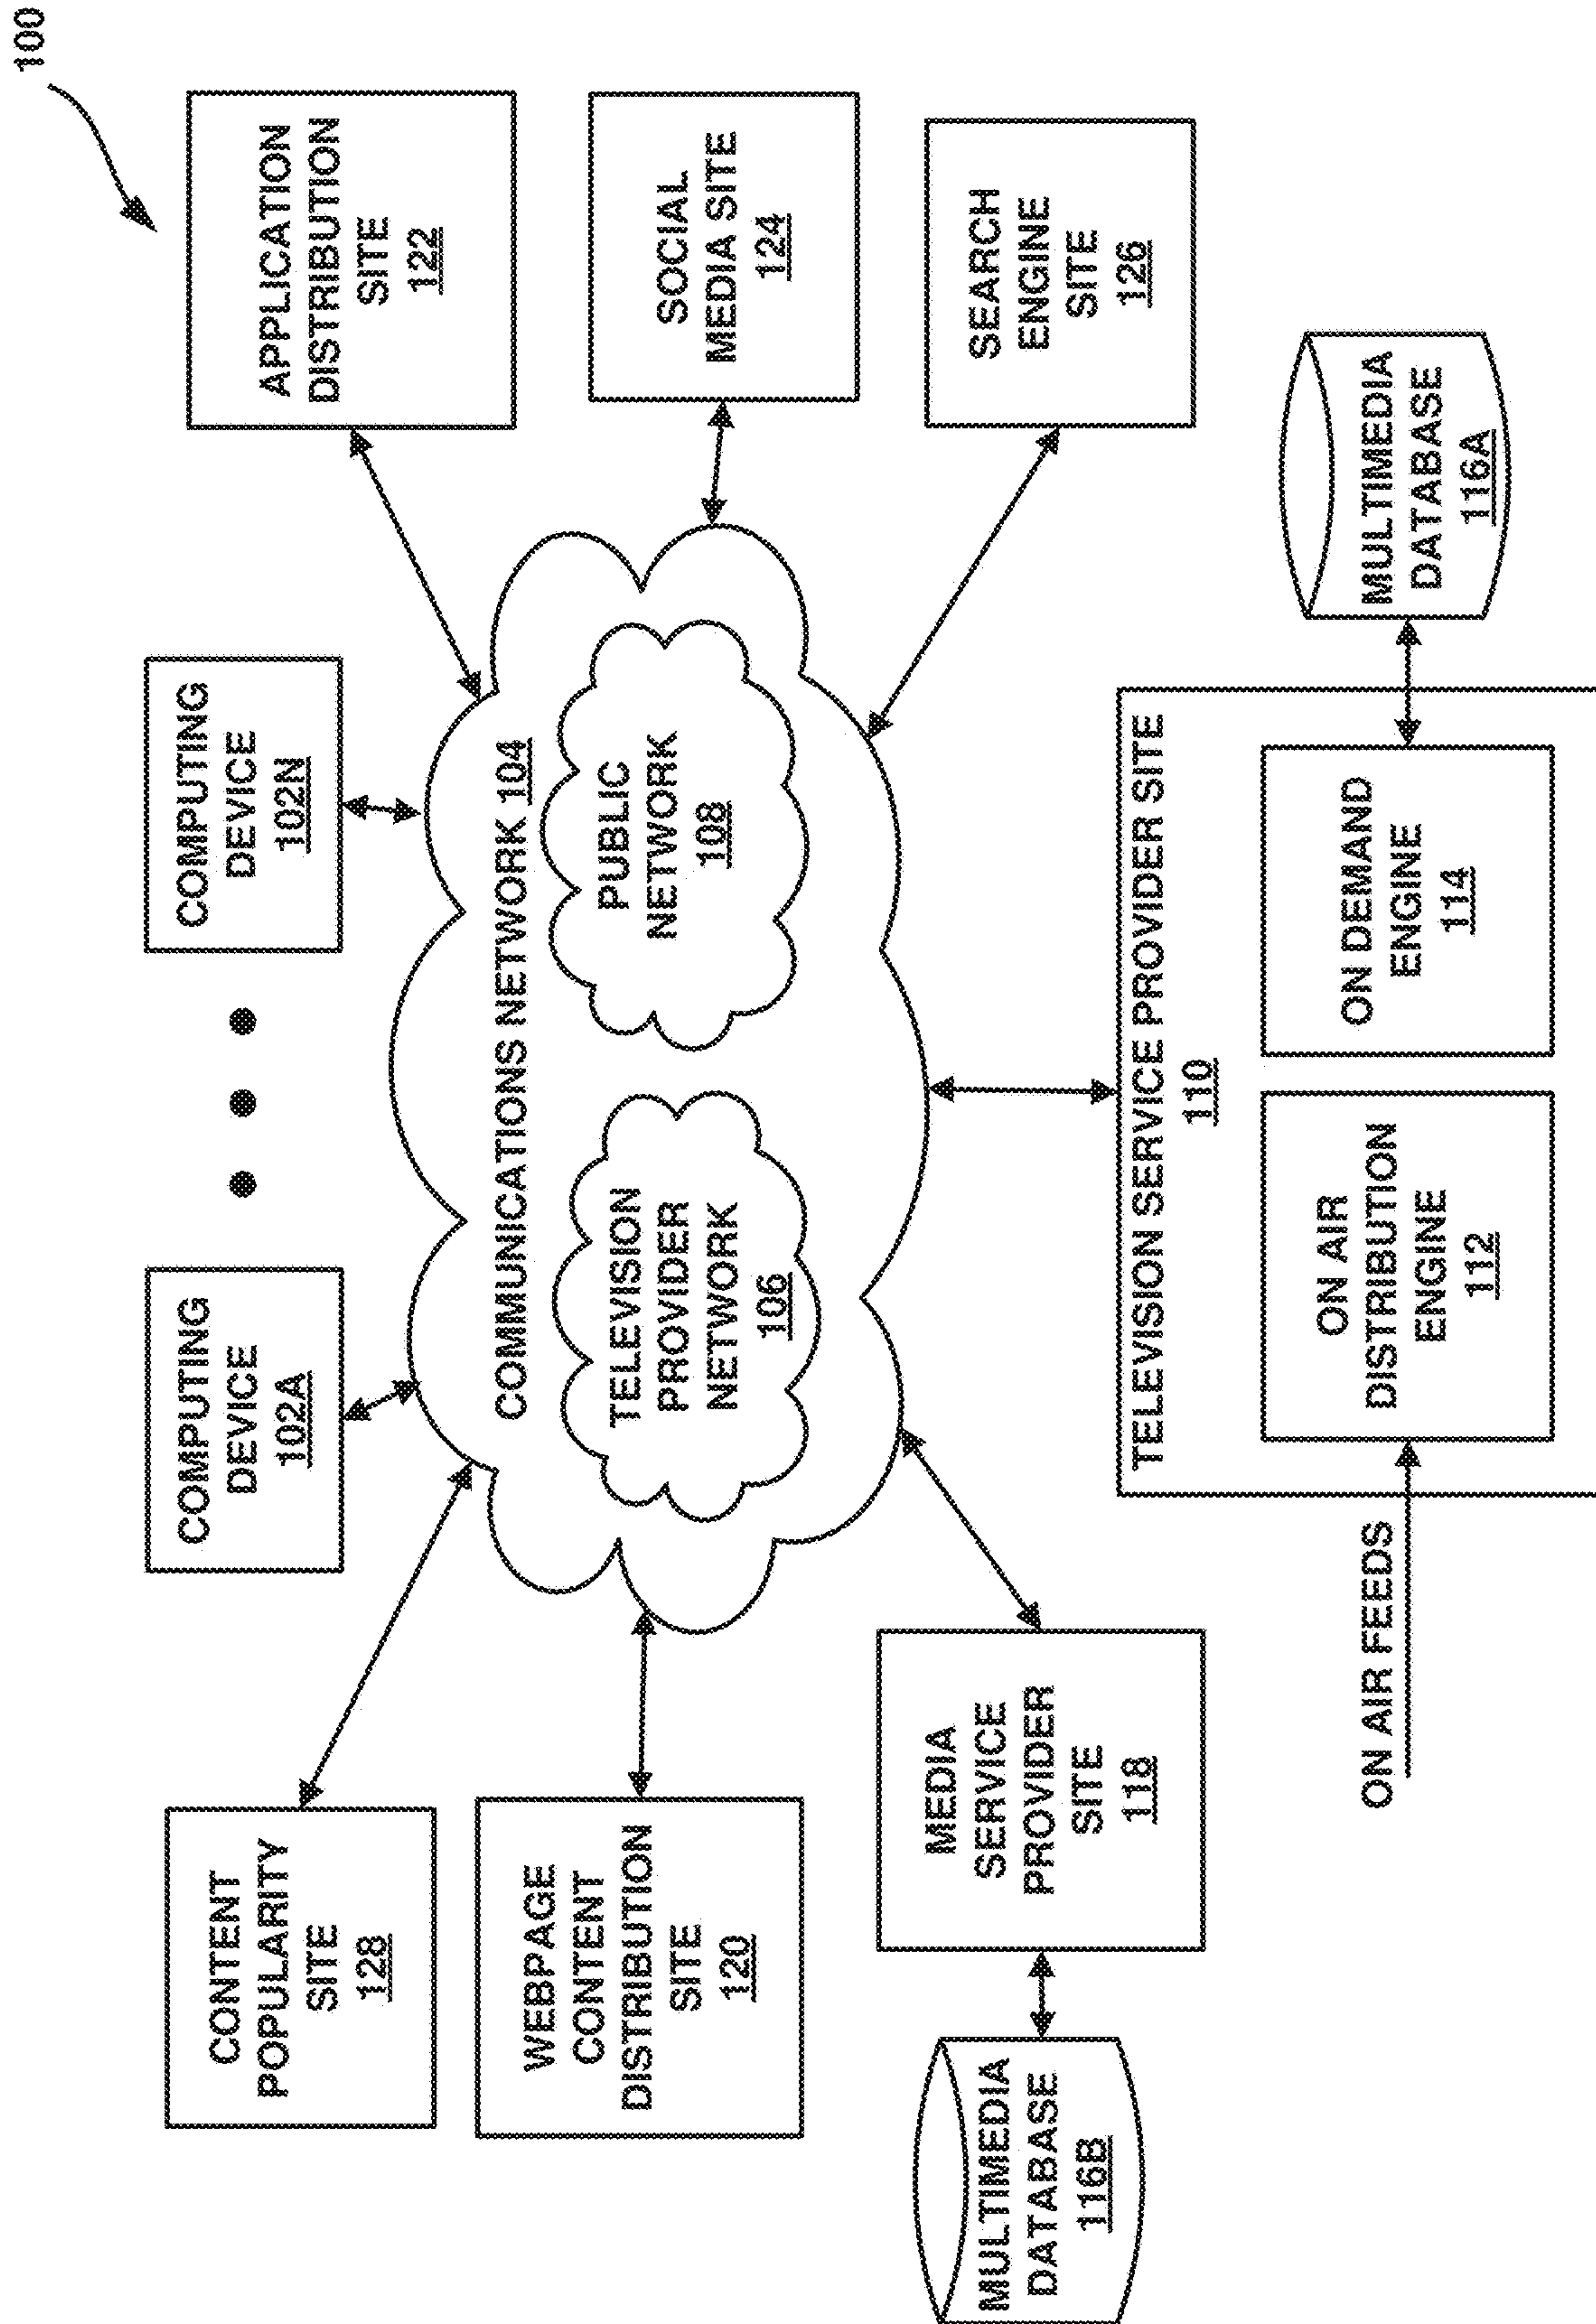 100
COMPUTING
DEVICE
102A
COMPUTING
DEVICE
102N
CONTENT
POPULARITY
SITE
128
APPLICATION
DISTRIBUTION
SITE
122
WEBPAGE
CONTENT
DISTRIBUTION
SITE
120
COMMUNICATIONS NETWORK 104
TELEVISION
PROVIDER
NETWORK
106
PUBLIC
NETWORK
108
SOCIAL
MEDIA SITE
124
MULTIMEDIA
DATABASE
116B
MEDIA
SERVICE
PROVIDER
SITE
118
SEARCH
ENGINE
SITE
126
TELEVISION SERVICE PROVIDER SITE
110
ON AIR FEEDS
ON AIR
DISTRIBUTION
ENGINE
112
ON DEMAND
ENGINE
114
MULTIMEDIA
DATABASE
116A